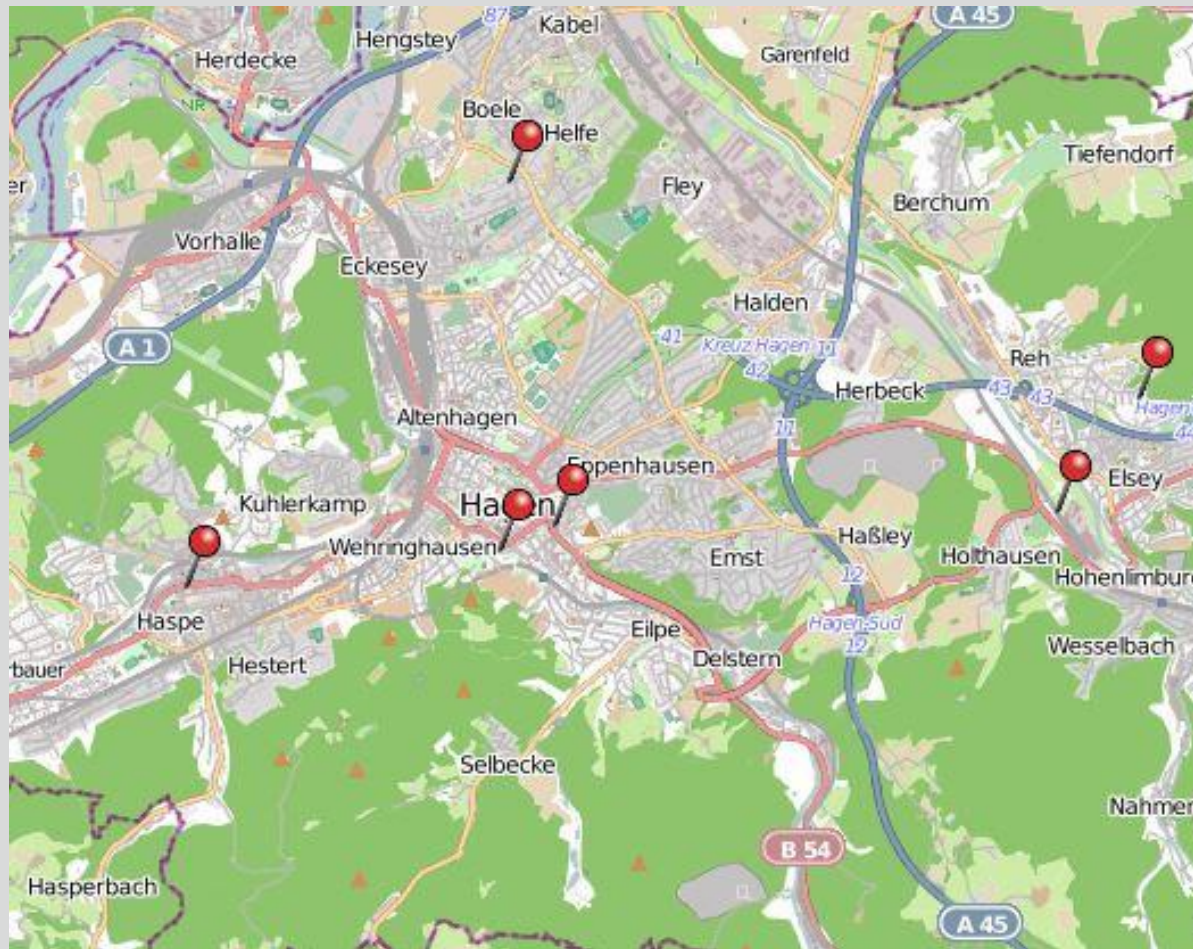 87
Kabel
A 45
Hengstey
Garenfeld
Herdecke
NR
Boele
Helfe
Tiefendorf
er
Fley
Berchum
Vorhalle
Eckesey
Halden
41
Kreuz Hagen
11
A 1
42
Reh
Herbeck
43
43
Hagen
Altenhagen
11
44
Eppenhausen
Elsey
Kuhlerkamp
Wehringhausen
Emst
Haßley
Holthausen
12
Hohenlimburg
Haspe
Eilpe
Hagen-Süd
12
Wesselbach
rbauer
Hestert
Delstern
Selbecke
Nahmer
B 54
Hasperbach
A 45